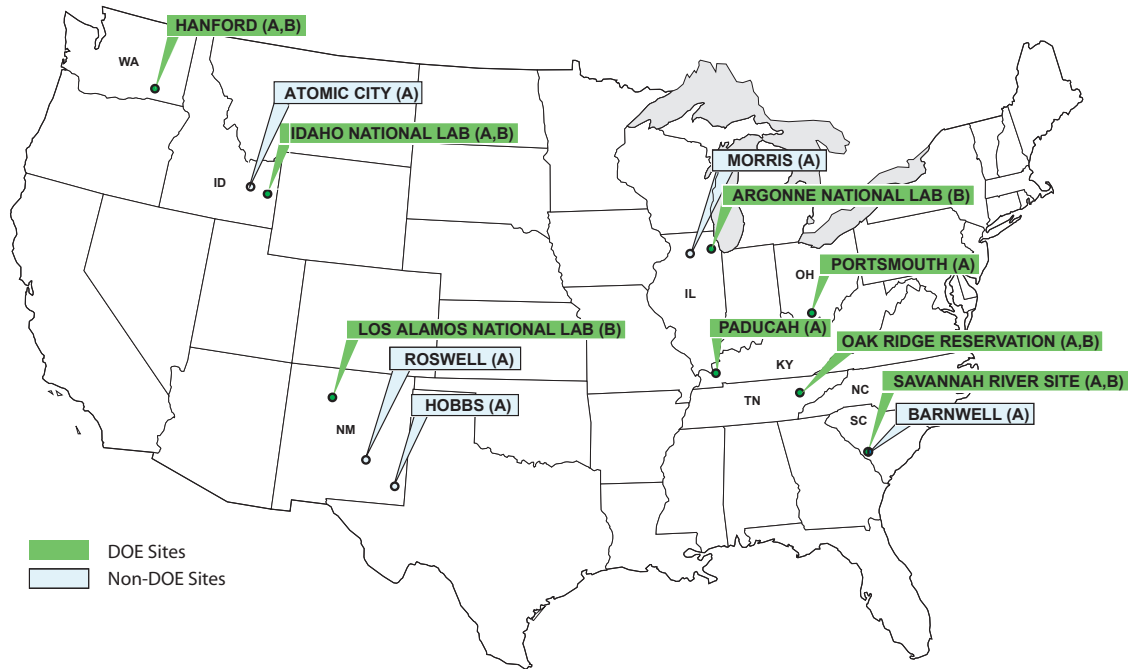 HANFORD (A,B)
WA
ATOMIC CITY (A)
IDAHO NATIONAL LAB (A,B)
ID
MORRIS (A)
ARGONNE NATIONAL LAB (B)
OH
PORTSMOUTH (A)
IL
LOS ALAMOS NATIONAL LAB (B)
PADUCAH (A)
OAK RIDGE RESERVATION (A,B)
ROSWELL (A)
KY
SAVANNAH RIVER SITE (A,B)
HOBBS (A)
TN
NC
BARNWELL (A)
SC
NM
DOE Sites
Non-DOE Sites